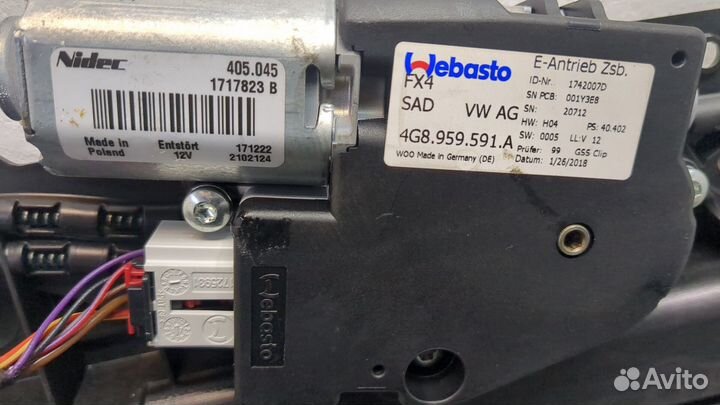 Nidec
405.045
1717823 B
Made in
Poland
Entstört
12V
171222
2102124
Webasto
FX4
SAD
VW AG
4G8.959.591.A
WOO Made in Germany (DE)
E-Antrieb Zsb.
ID-Nr.: 1742007D
SN PCB: 001Y3E8
SN: 20712
HW: H04 PS: 40.402
SW: 0005 LL:V 12
Prüfer: 99 GSS Clip
Datum: 1/26/2018
Webasto
Avito